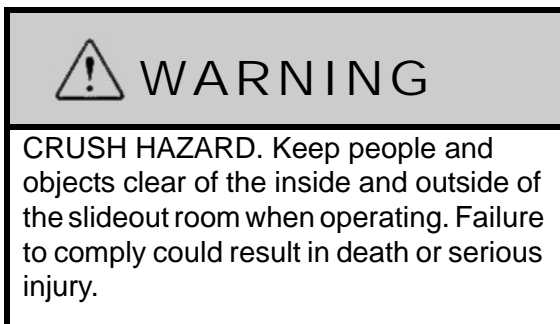 WARNING
CRUSH HAZARD. Keep people and
objects clear of the inside and outside of
the slideout room when operating. Failure
to comply could result in death or serious
injury.